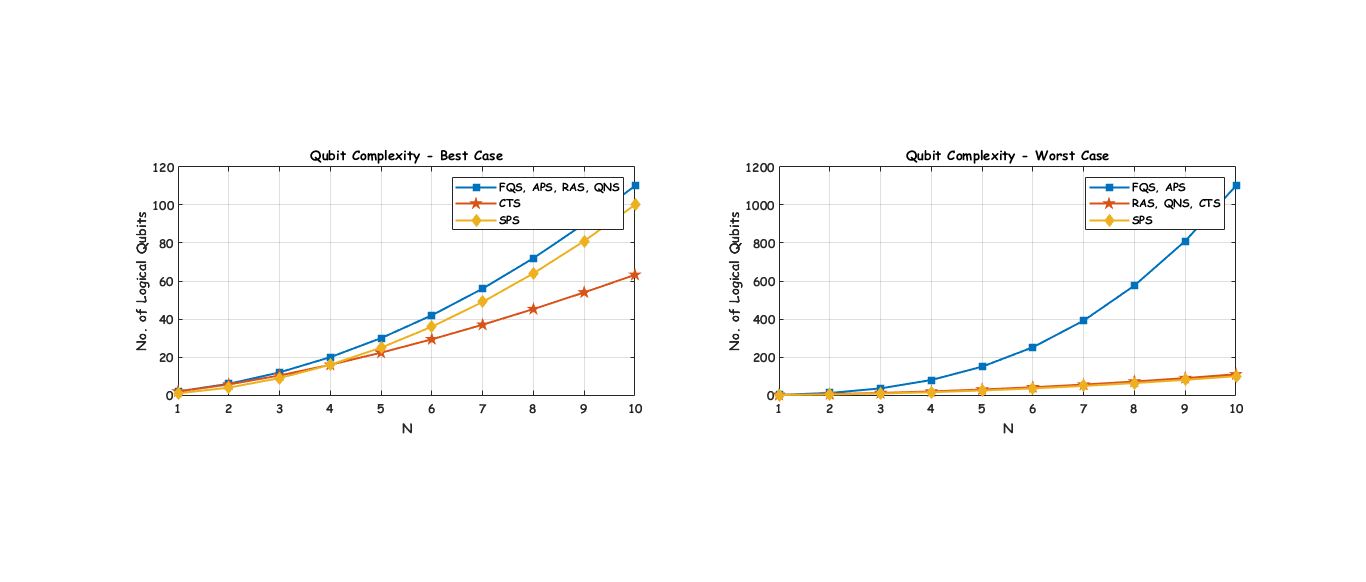 Qubit Complexity - Best Case
No. of Logical Qubits
120
100
80
60
40
20
0
1 2 3 4 5 6 7 8 9 10
N
FQS, APS, RAS, QNS
CTS
SPS
Qubit Complexity - Worst Case
No. of Logical Qubits
1200
1000
800
600
400
200
0
1 2 3 4 5 6 7 8 9 10
N
FQS, APS
RAS, QNS, CTS
SPS